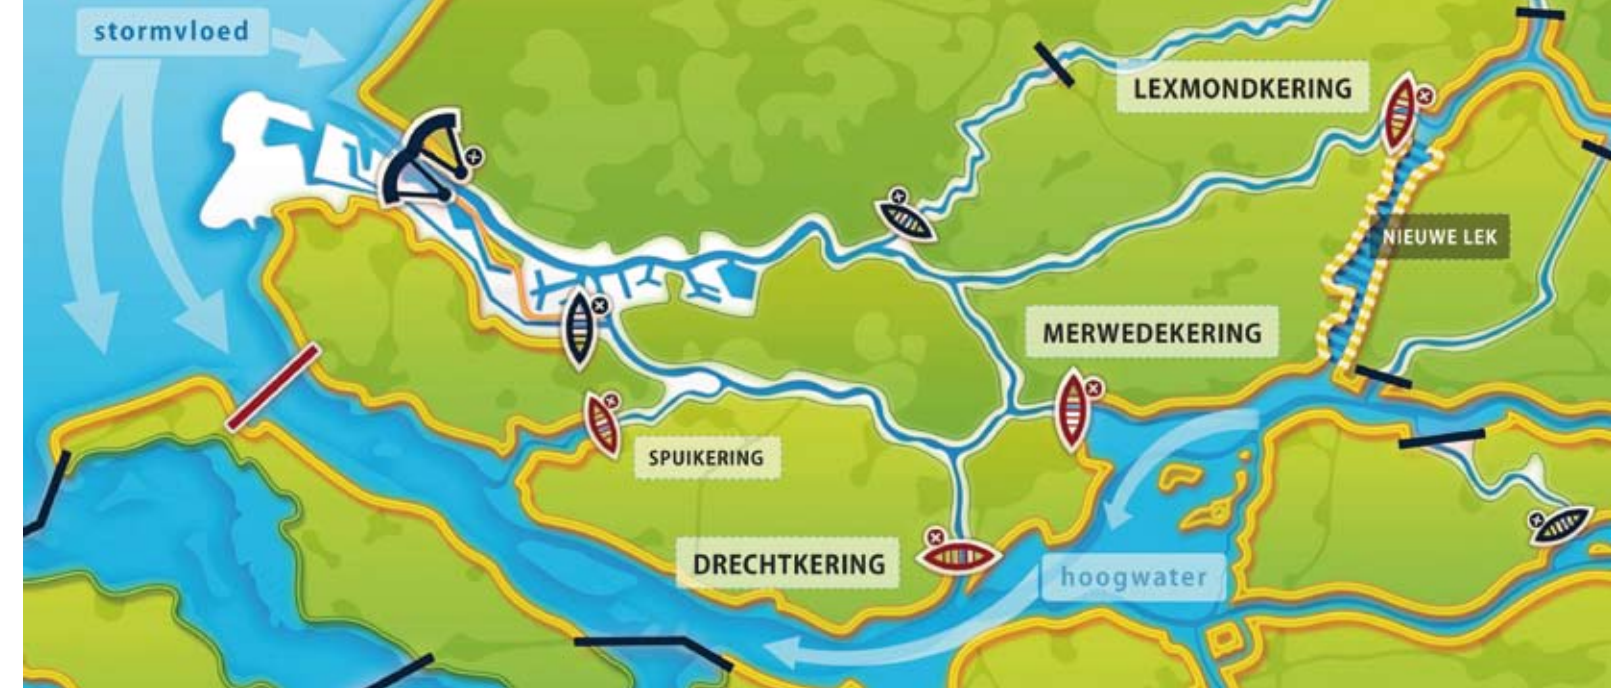 stormvloed
LEXMONDKERING
NIEUWE LEK
MERWEDEKERING
SPUIKERING
DRECHTKERING
hoogwater